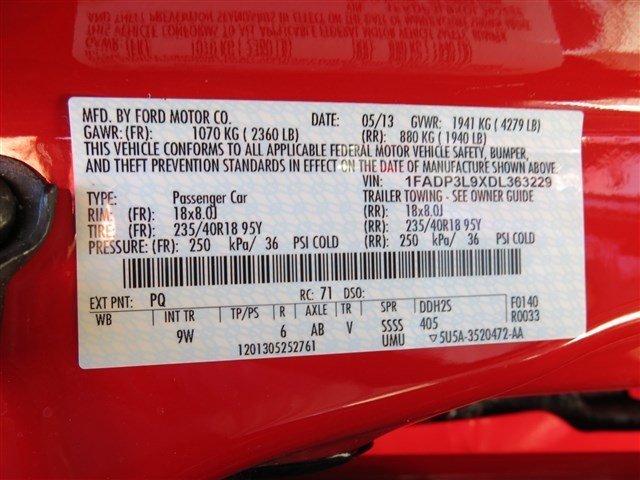 MFD. BY FORD MOTOR CO. DATE: 05/13 GVWR: 1941 KG ( 4279 LB)
GAWR: (FR): 1070 KG ( 2360 LB) (RR): 880 KG ( 1940 LB)
THIS VEHICLE CONFORMS TO ALL APPLICABLE FEDERAL MOTOR VEHICLE SAFETY, BUMPER,
AND THEFT PREVENTION STANDARDS IN EFFECT ON THE DATE OF MANUFACTURE SHOWN ABOVE.
VIN: 1FADP3L9XDL363229
TYPE: Passenger Car TRAILER TOWING - SEE OWNER GUIDE
RIM: (FR): 18x8.0J (RR): 18x8.0J
TIRE: (FR): 235/40R18 95Y (RR): 235/40R18 95Y
PRESSURE: (FR): 250 kPa/ 36 PSI COLD (RR): 250 kPa/ 36 PSI COLD
EXT PNT: PQ RC: 71 DSO:
WB INT TR TP/PS R AXLE TR SPR DDH2S F0140
9W 6 AB V SSSS 405 R0033
1201305252761 UMU ▽5U5A-3520472-AA